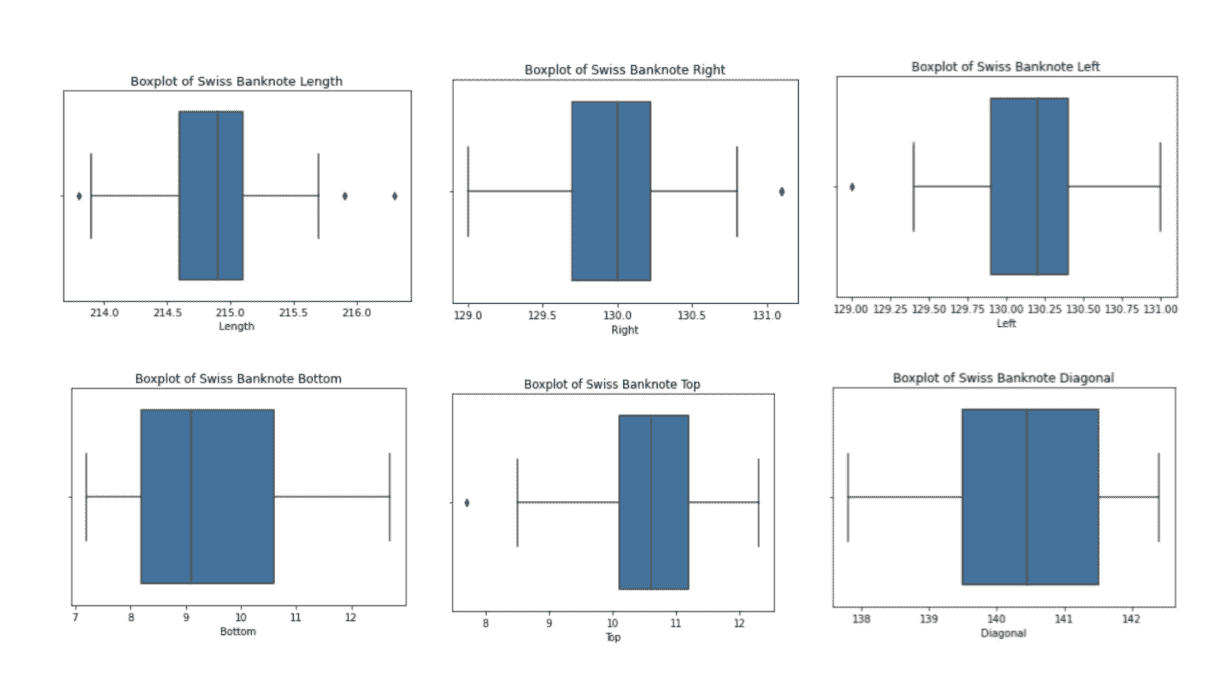 Boxplot of Swiss Banknote Length
214.0 214.5 215.0 215.5 216.0
Length
Boxplot of Swiss Banknote Right
129.0 129.5 130.0 130.5 131.0
Right
Boxplot of Swiss Banknote Left
129.00 129.25 129.50 129.75 130.00 130.25 130.50 130.75 131.00
Left
Boxplot of Swiss Banknote Bottom
7 8 9 10 11 12
Bottom
Boxplot of Swiss Banknote Top
8 9 10 11 12
Top
Boxplot of Swiss Banknote Diagonal
138 139 140 141 142
Diagonal